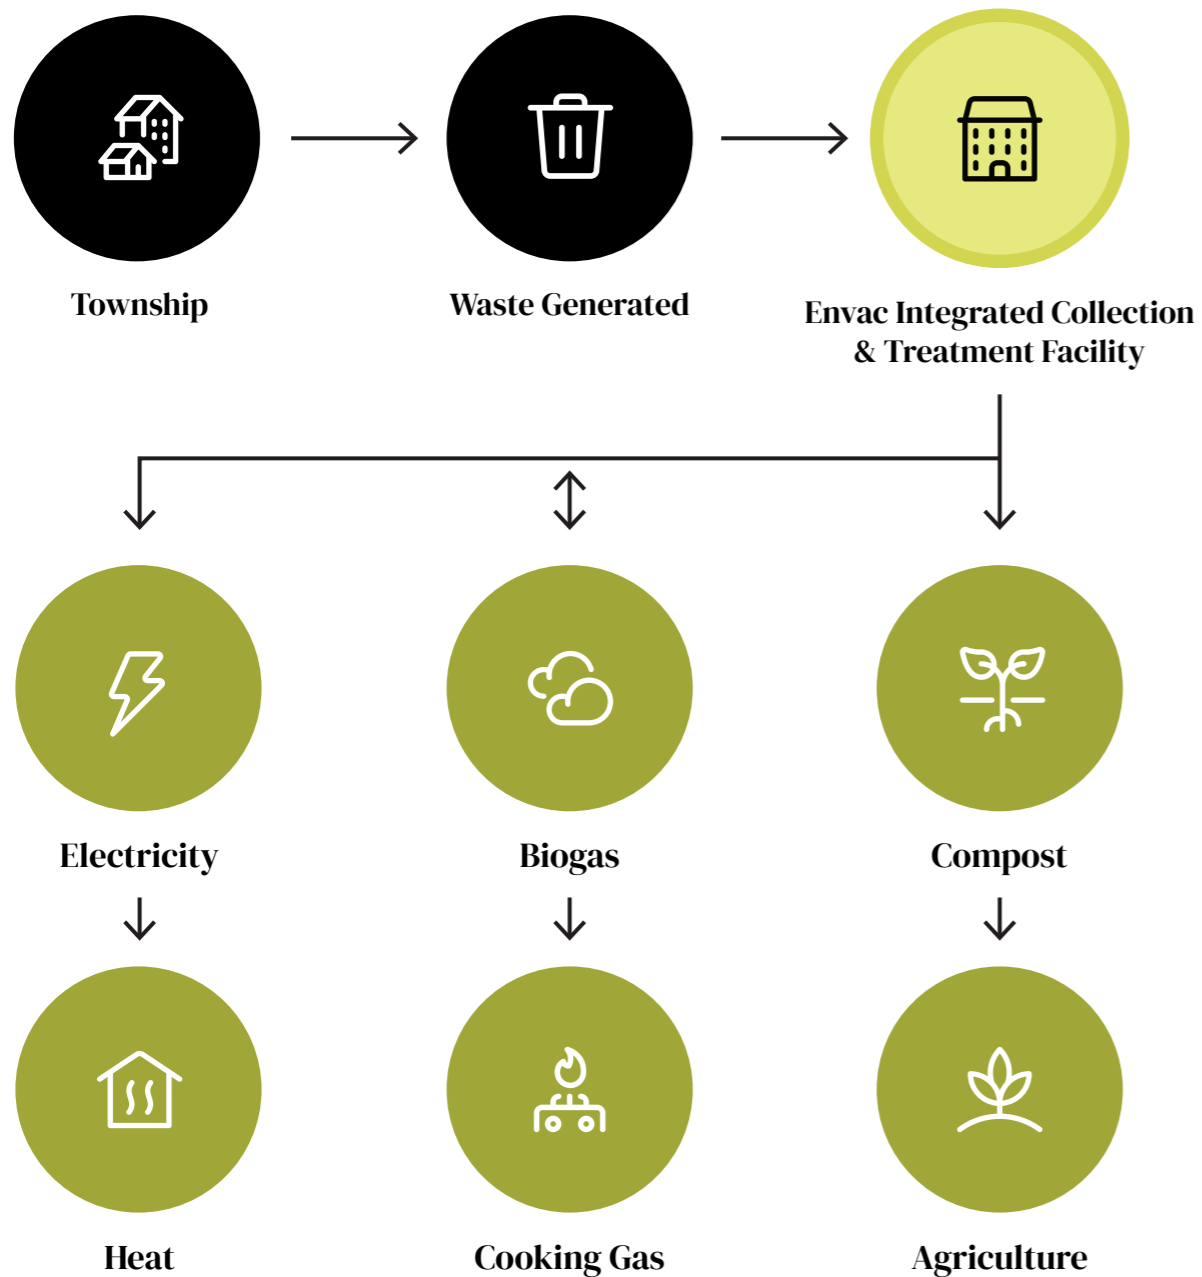 Township
Waste Generated
Envac Integrated Collection
& Treatment Facility
Electricity
Biogas
Compost
Heat
Cooking Gas
Agriculture